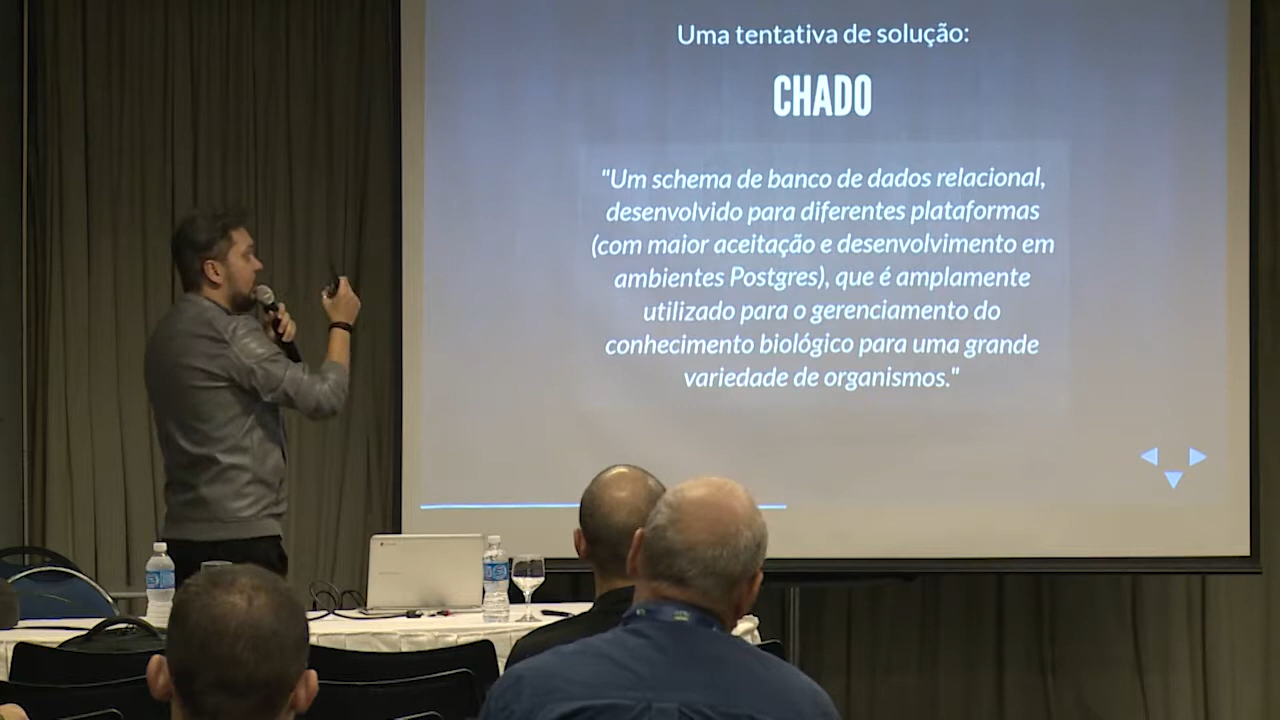 Uma tentativa de solução:
CHADO
"Um schema de banco de dados relacional,
desenvolvido para diferentes plataformas
(com maior aceitação e desenvolvimento em
ambientes Postgres), que é amplamente
utilizado para o gerenciamento do
conhecimento biológico para uma grande
variedade de organismos."